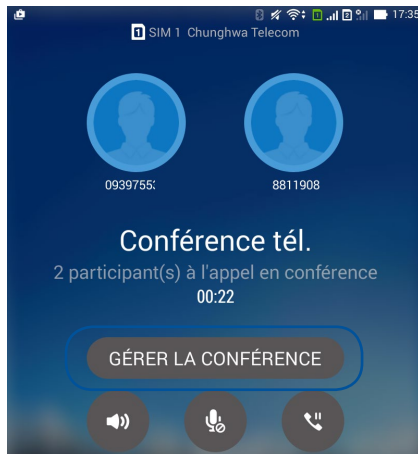 17:35
1 SIM 1 Chunghwa Telecom
0939755 8811908
Conférence tél.
2 participant(s) à l'appel en conférence
00:22
GÉRER LA CONFÉRENCE